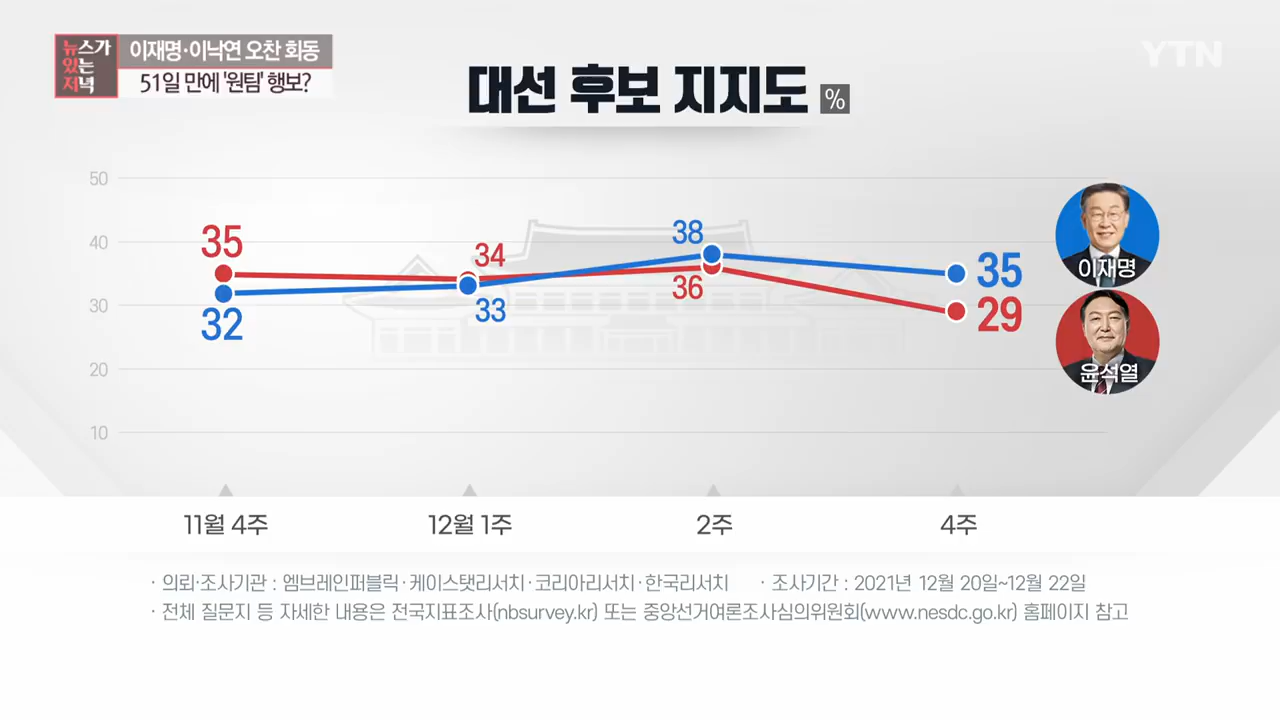 뉴스가
있는
저녁
이재명·이낙연 오찬 회동
51일 만에 '원팀' 행보?
YTN
대선 후보 지지도 %
50
40
30
20
10
35
32
34
33
38
36
35
29
이재명
윤석열
11월 4주
12월 1주
2주
4주
· 의뢰·조사기관 : 엠브레인퍼블릭·케이스탯리서치·코리아리서치·한국리서치 · 조사기간 : 2021년 12월 20일~12월 22일
· 전체 질문지 등 자세한 내용은 전국지표조사(nbsurvey.kr) 또는 중앙선거여론조사심의위원회(www.nesdc.go.kr) 홈페이지 참고